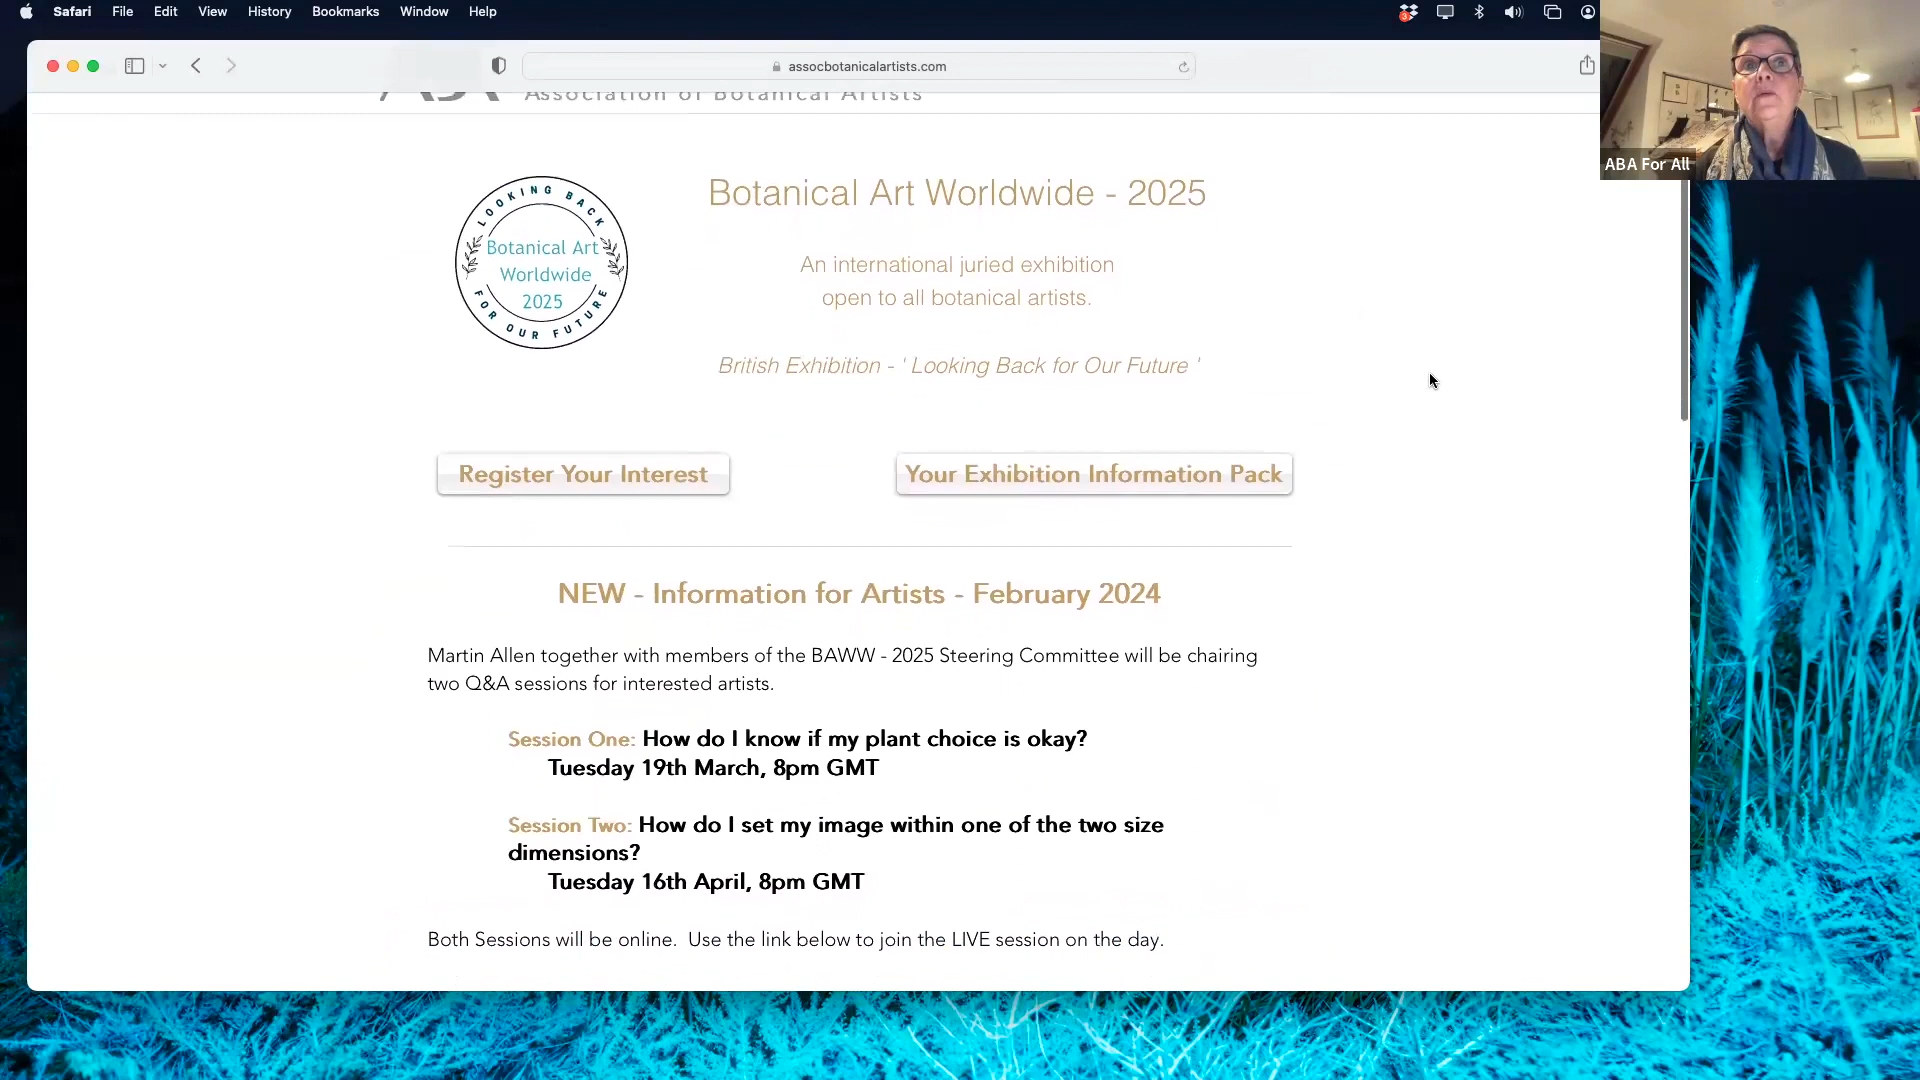 Safari File Edit View History Bookmarks Window Help
3
assocbotanicalartists.com
ABA Association of Botanical Artists
ABA For All
LOOKING BACK
Botanical Art
Worldwide
2025
FOR OUR FUTURE
Botanical Art Worldwide - 2025
An international juried exhibition
open to all botanical artists.
British Exhibition - ' Looking Back for Our Future '
Register Your Interest
Your Exhibition Information Pack
NEW - Information for Artists - February 2024
Martin Allen together with members of the BAWW - 2025 Steering Committee will be chairing
two Q&A sessions for interested artists.
Session One: How do I know if my plant choice is okay?
Tuesday 19th March, 8pm GMT
Session Two: How do I set my image within one of the two size
dimensions?
Tuesday 16th April, 8pm GMT
Both Sessions will be online. Use the link below to join the LIVE session on the day.